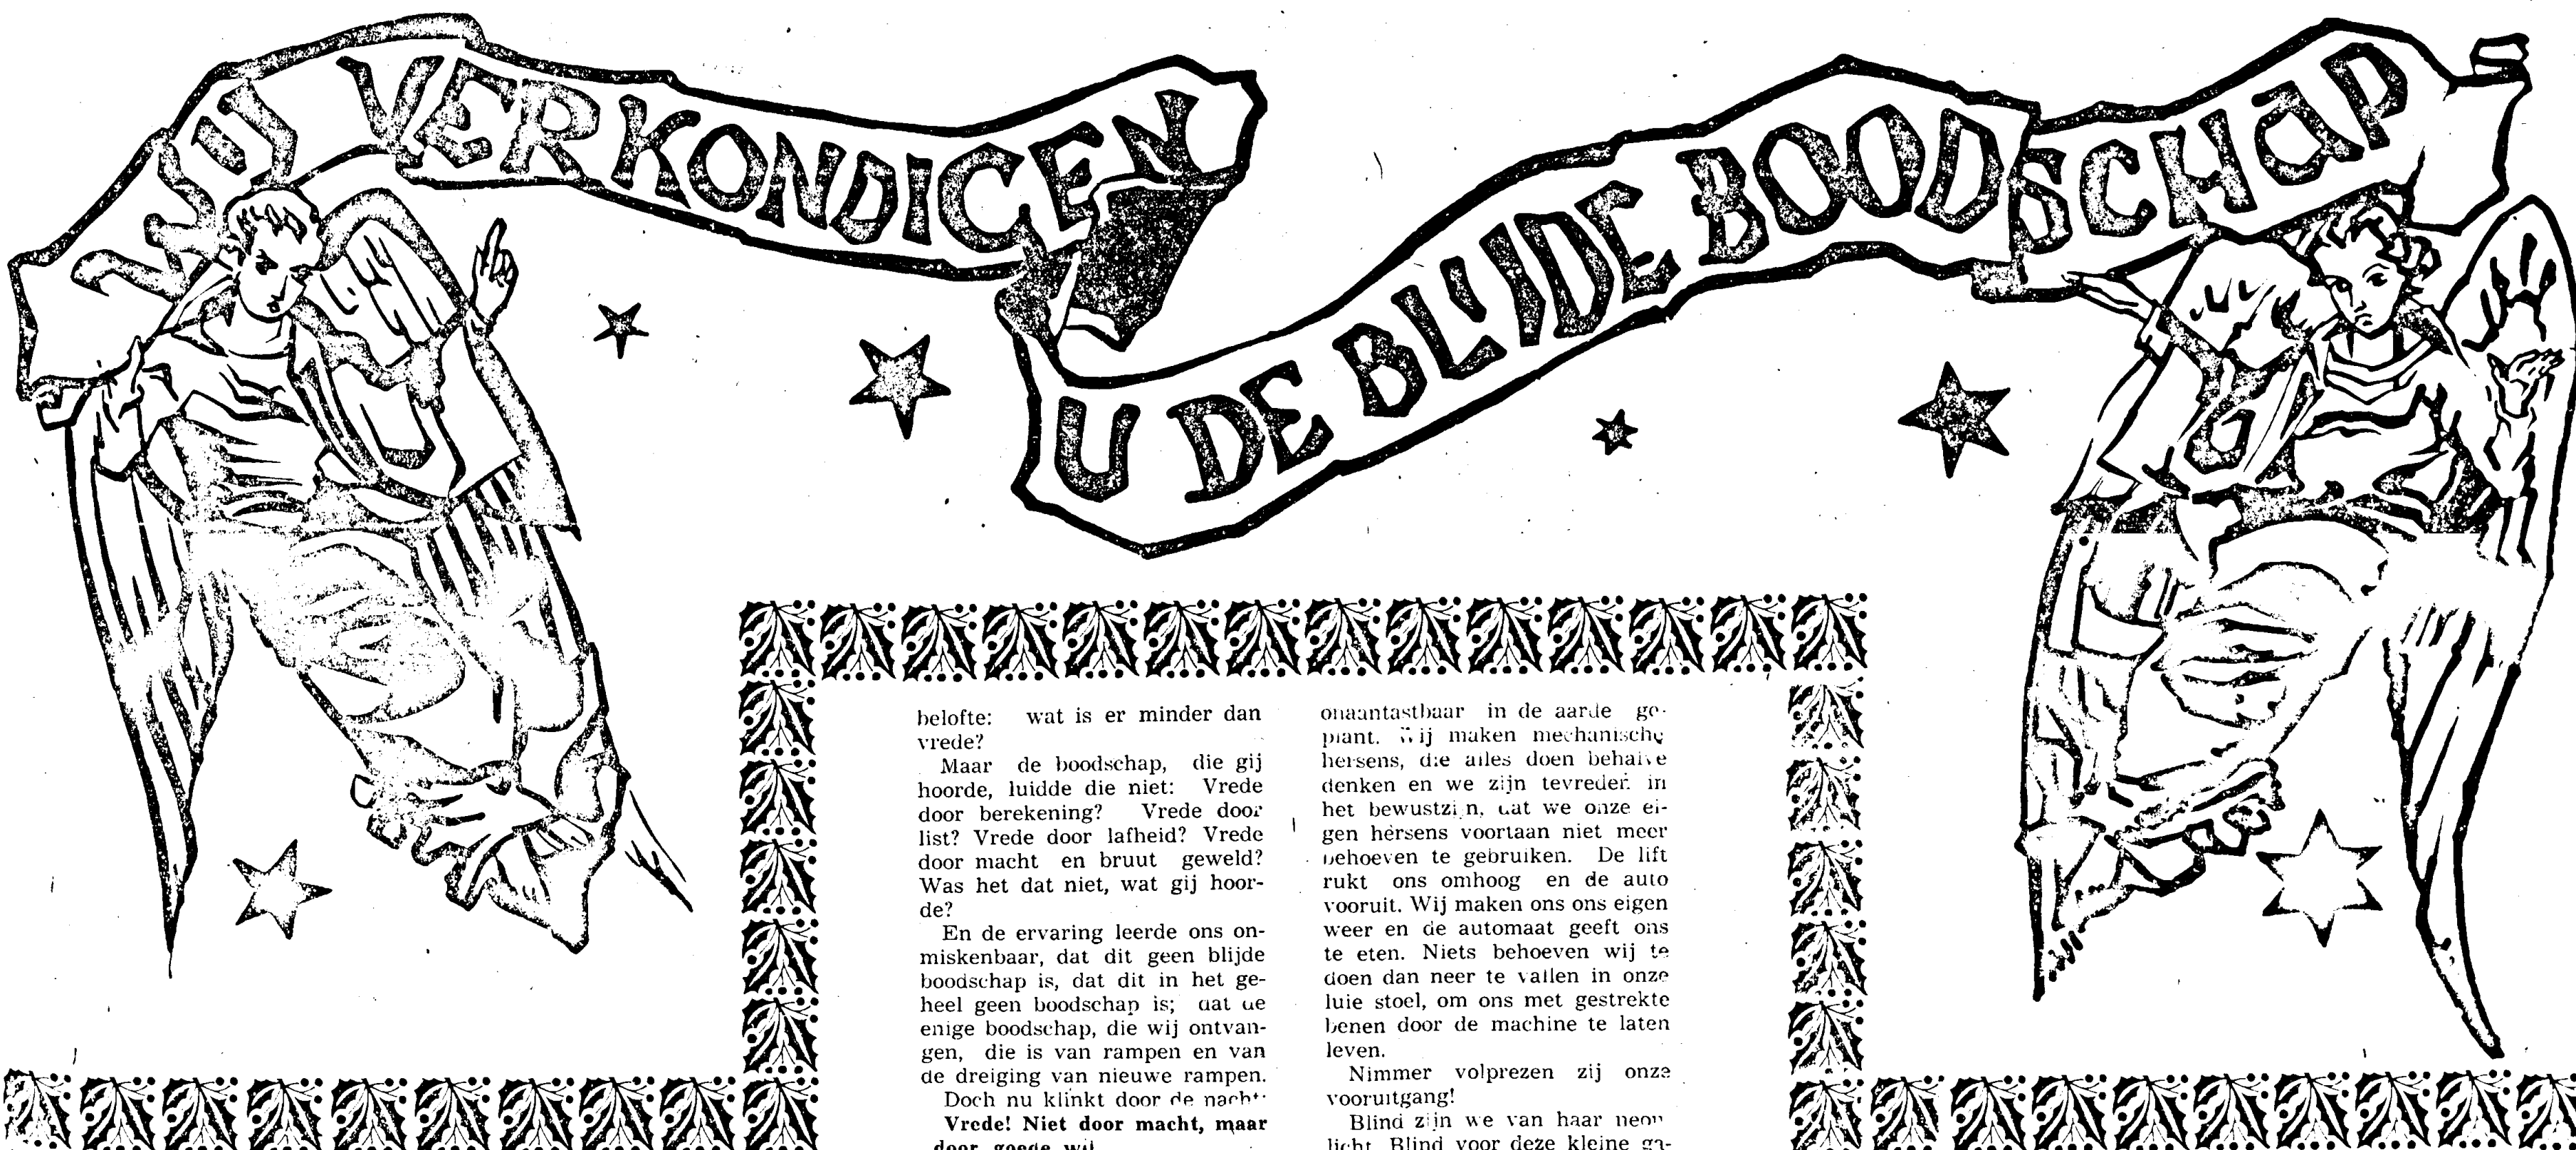 WIJ VERKONDIGEN
U DE BLIJDE BOODSCHAP
belofte: wat is er minder dan
vrede?
Maar de boodschap, die gij
hoorde, luidde die niet: Vrede
door berekening? Vrede door
list? Vrede door lafheid? Vrede
door macht en bruut geweld?
Was het dat niet, wat gij hoor-
de?
En de ervaring leerde ons on-
miskenbaar, dat dit geen blijde
boodschap is, dat dit in het ge-
heel geen boodschap is; dat de
enige boodschap, die wij ontvan-
gen, die is van rampen en van
de dreiging van nieuwe rampen.
Doch nu klinkt door de nacht:
Vrede! Niet door macht, maar
door goede wil
onaantastbaar in de aarde ge-
plant. Wij maken mechanische
hersens, die alles doen behalve
denken en we zijn tevreden in
het bewustzijn, dat we onze ei-
gen hersens voortaan niet meer
behoeven te gebruiken. De lift
rukt ons omhoog en de auto
vooruit. Wij maken ons ons eigen
weer en de automaat geeft ons
te eten. Niets behoeven wij te
doen dan neer te vallen in onze
luie stoel, om ons met gestrekte
benen door de machine te laten
leven.
Nimmer volprezen zij onze
vooruitgang!
Blind zijn we van haar neon-
licht. Blind voor deze kleine ga-